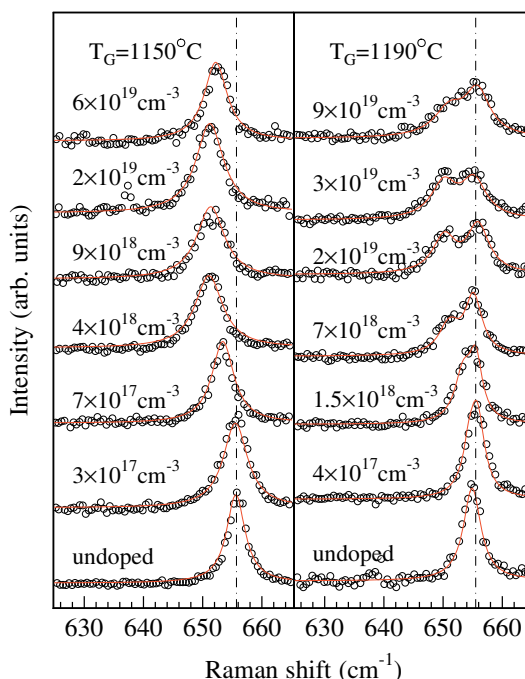 T_G=1150°C
6×10^19cm^-3
2×10^19cm^-3
9×10^18cm^-3
4×10^18cm^-3
7×10^17cm^-3
3×10^17cm^-3
undoped
T_G=1190°C
9×10^19cm^-3
3×10^19cm^-3
2×10^19cm^-3
7×10^18cm^-3
1.5×10^18cm^-3
4×10^17cm^-3
undoped
Intensity (arb. units)
630 640 650 660 630 640 650 660
Raman shift (cm^-1)